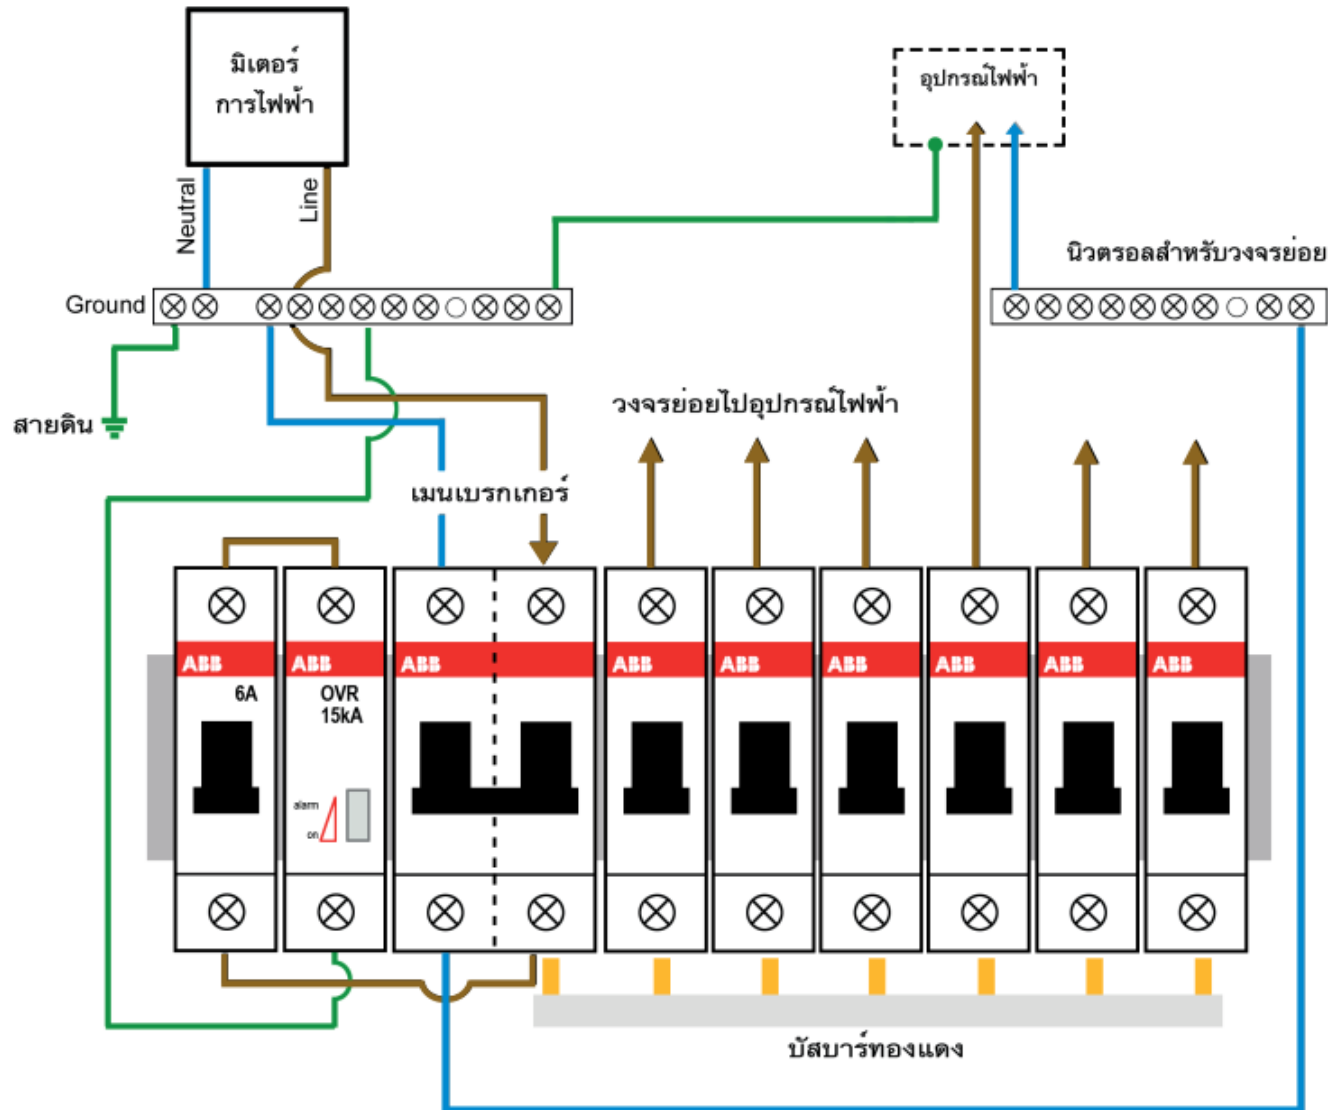 มิเตอร์
การไฟฟ้า
อุปกรณ์ไฟฟ้า
Neutral
Line
นิวตรอลสำหรับวงจรย่อย
Ground
วงจรย่อยไปอุปกรณ์ไฟฟ้า
สายดิน
เมนเบรกเกอร์
ABB ABB ABB ABB ABB ABB ABB ABB ABB
6A OVR
15kA
alarm
on
บัสบาร์ทองแดง